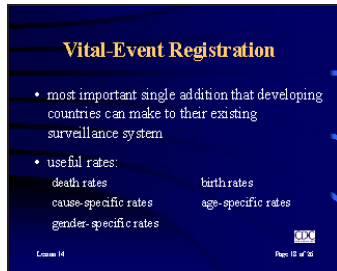 Vital-Event Registration
• most important single addition that developing
countries can make to their existing
surveillance system
• useful rates:
death rates birth rates
cause-specific rates age-specific rates
gender-specific rates
CDC
Lesson 14 Page 18 of 26